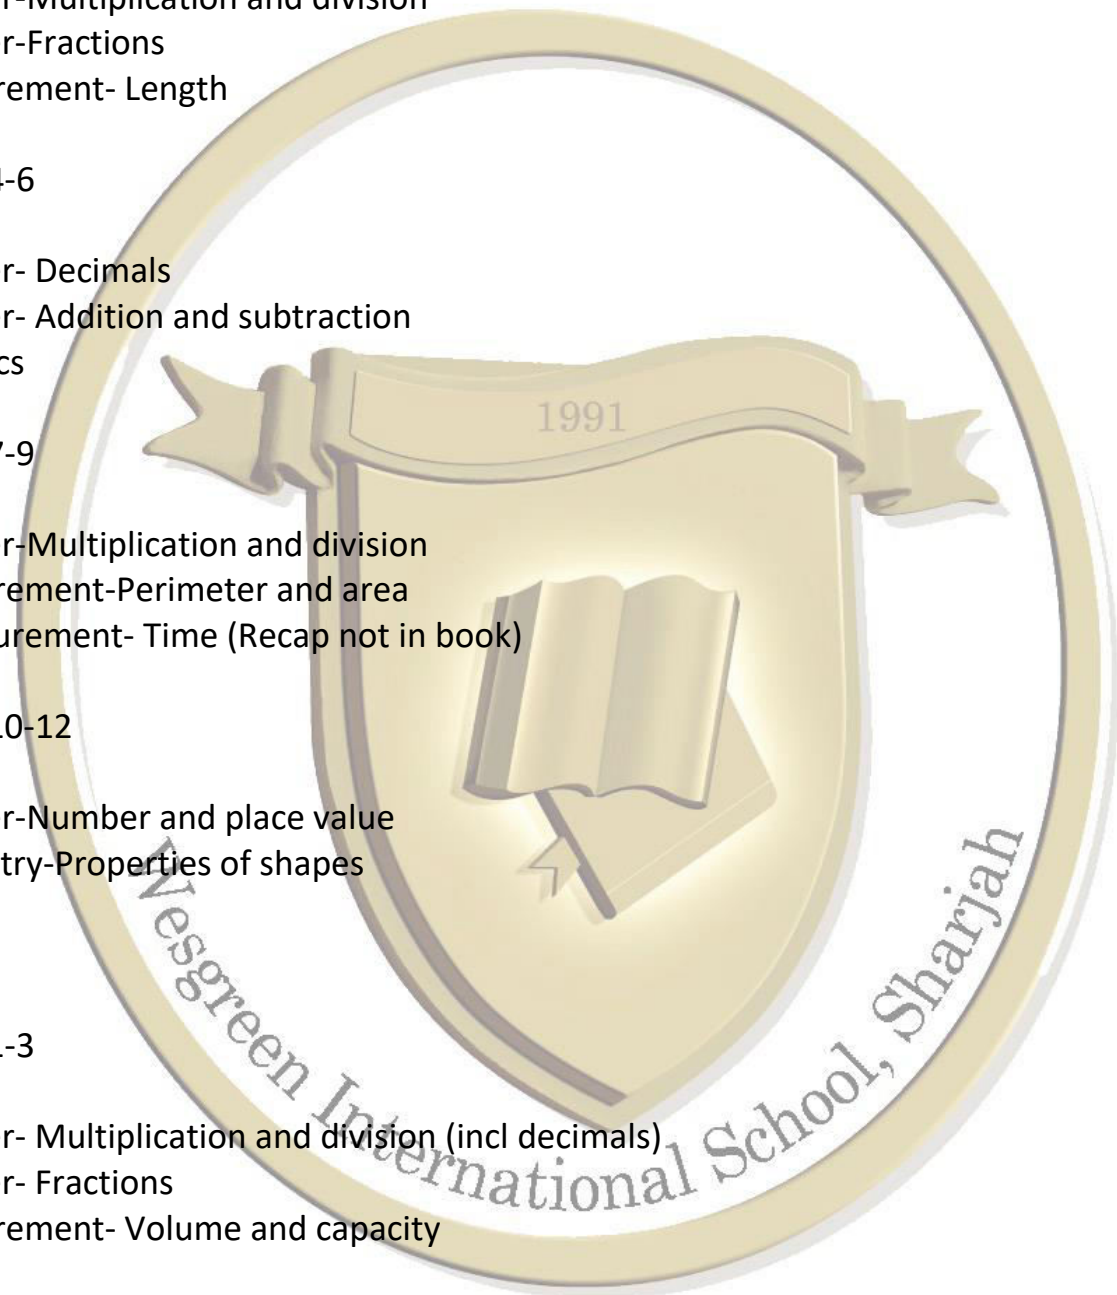 r-Multiplication and division
r-Fractions
rement- Length
4-6
r- Decimals
r- Addition and subtraction
cs
7-9
r-Multiplication and division
rement-Perimeter and area
urement- Time (Recap not in book)
10-12
r-Number and place value
try-Properties of shapes
1-3
r- Multiplication and division (incl decimals)
r- Fractions
rement- Volume and capacity
1991
Wesgreen International School, Sharjah